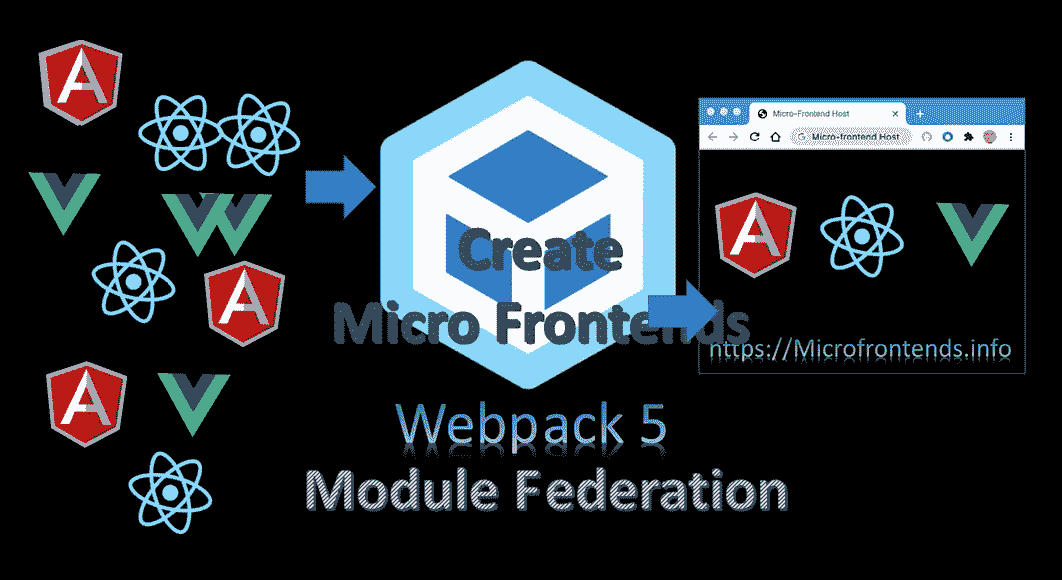 Micro-Frontend Host
Micro-frontend Host
Create
Micro Frontends
https://Microfrontends.info
Webpack 5
Module Federation